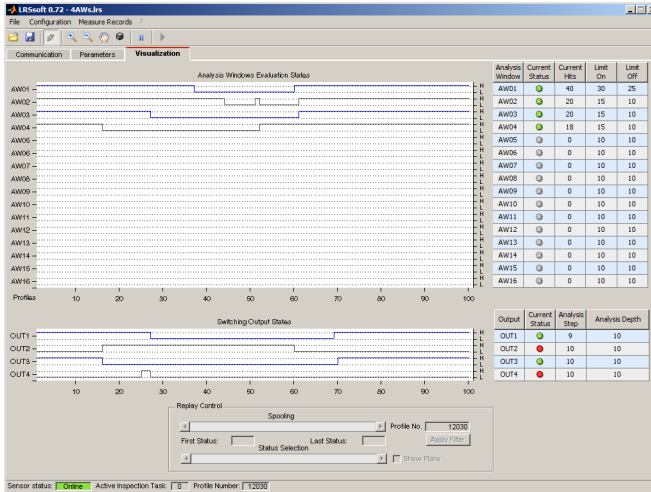 LRSsoft 0.72 - 4AWs.lrs
File Configuration Measure Records ?
Communication Parameters Visualization
Analysis Windows Evaluation States
AW01
AW02
AW03
AW04
AW05
AW06
AW07
AW08
AW09
AW10
AW11
AW12
AW13
AW14
AW15
AW16
H
L
H
L
H
L
H
L
H
L
H
L
H
L
H
L
H
L
H
L
H
L
H
L
H
L
H
L
H
L
H
L
Profiles 10 20 30 40 50 60 70 80 90 100
Analysis Window Current Status Current Hits Limit On Limit Off
AW01 40 30 25
AW02 20 15 10
AW03 20 15 10
AW04 18 15 10
AW05 0 10 10
AW06 0 10 10
AW07 0 10 10
AW08 0 10 10
AW09 0 10 10
AW10 0 10 10
AW11 0 10 10
AW12 0 10 10
AW13 0 10 10
AW14 0 10 10
AW15 0 10 10
AW16 0 10 10
Switching Output States
OUT1
OUT2
OUT3
OUT4
H
L
H
L
H
L
H
L
10 20 30 40 50 60 70 80 90 100
Output Current Status Analysis Step Analysis Depth
OUT1 9 10
OUT2 10 10
OUT3 10 10
OUT4 10 10
Replay Control
Spooling
Profile No. 12030
First Status: Last Status: Apply Filter
Status Selection
Show Plane
Sensor status: Online Active Inspection Task: 0 Profile Number: 12030